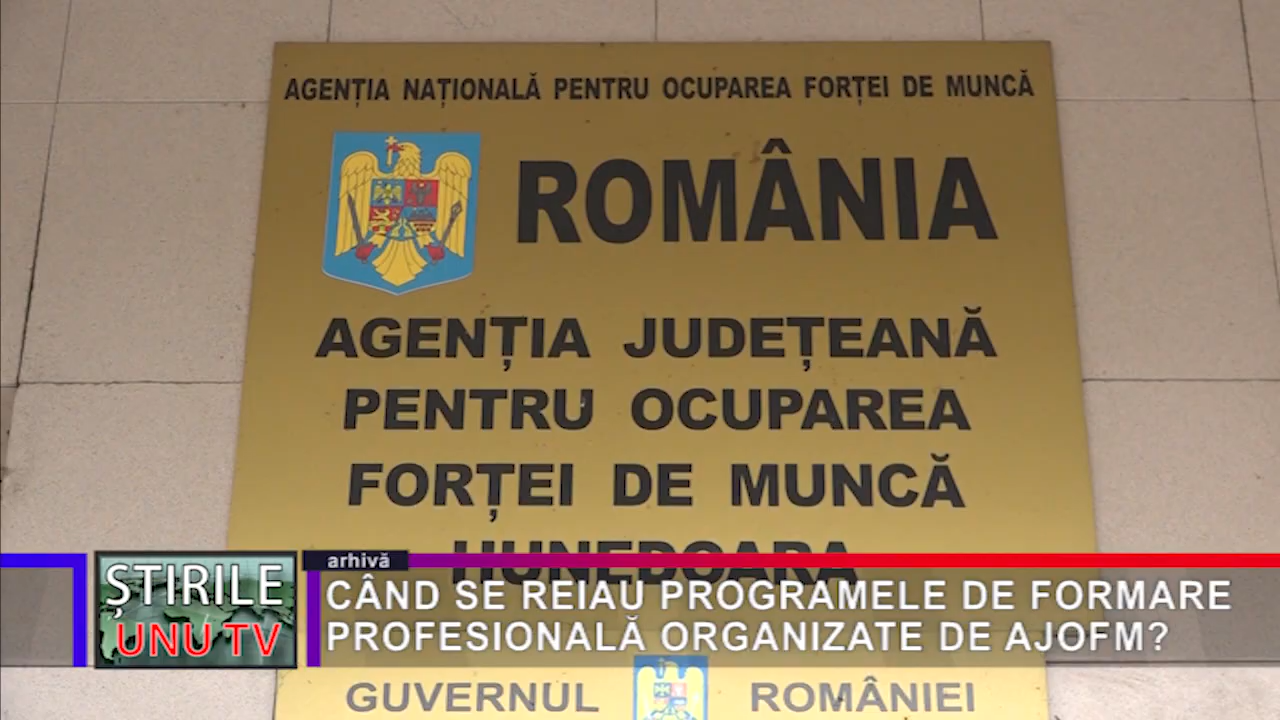 AGENȚIA NAȚIONALĂ PENTRU OCUPAREA FORȚEI DE MUNCĂ
ROMÂNIA
AGENȚIA JUDEȚEANĂ
PENTRU OCUPAREA
FORȚEI DE MUNCĂ
HUNEDOARA
arhivă
ȘTIRILE
UNU TV
CÂND SE REIAU PROGRAMELE DE FORMARE
PROFESIONALĂ ORGANIZATE DE AJOFM?
GUVERNUL ROMÂNIEI